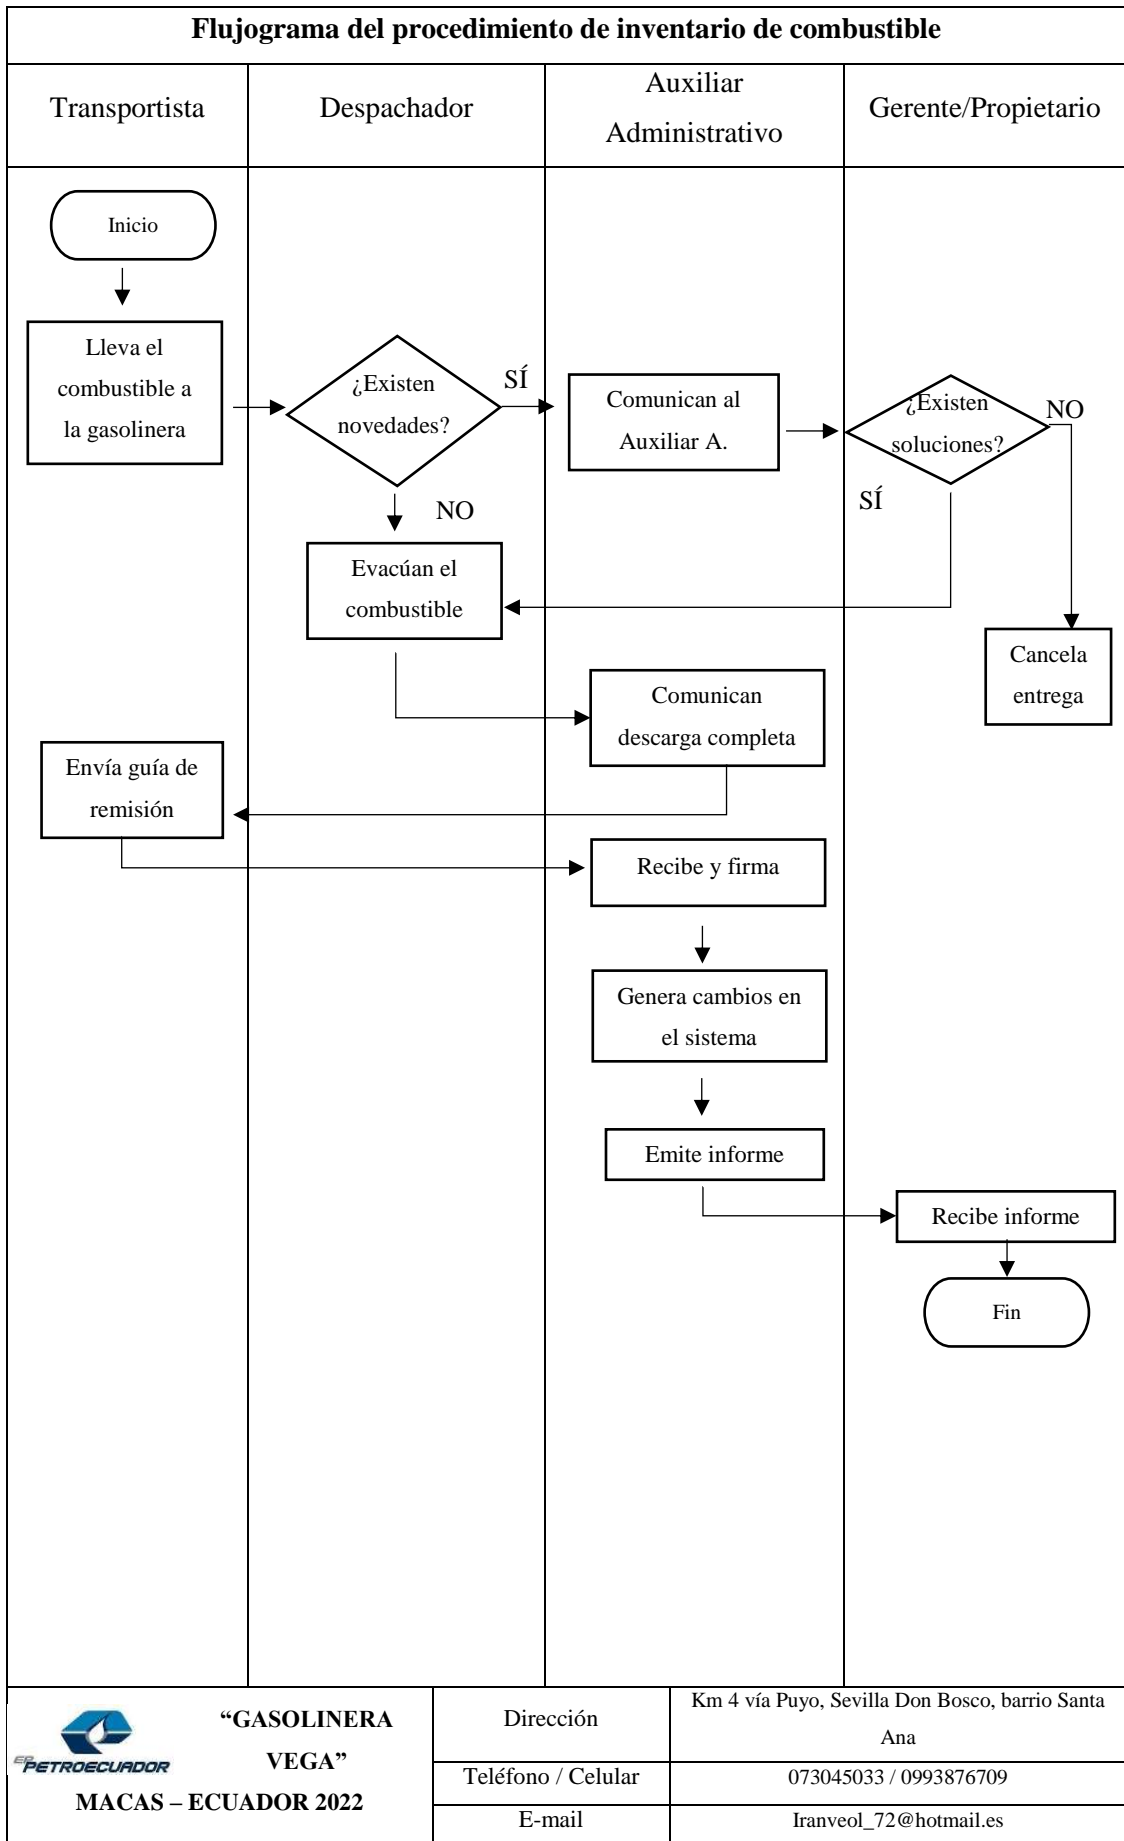 Flujograma del procedimiento de inventario de combustible
Transportista
Despachador
Auxiliar
Administrativo
Gerente/Propietario
Inicio
Lleva el
combustible a
la gasolinera
¿Existen
novedades?
SÍ
NO
Comunican al
Auxiliar A.
¿Existen
soluciones?
NO
SÍ
Evacúan el
combustible
Cancela
entrega
Comunican
descarga completa
Envía guía de
remisión
Recibe y firma
Genera cambios en
el sistema
Emite informe
Recibe informe
Fin
EP
PETROECUADOR
“GASOLINERA
VEGA”
MACAS – ECUADOR 2022
Dirección
Km 4 vía Puyo, Sevilla Don Bosco, barrio Santa
Ana
Teléfono / Celular
073045033 / 0993876709
E-mail
Iranveol_72@hotmail.es